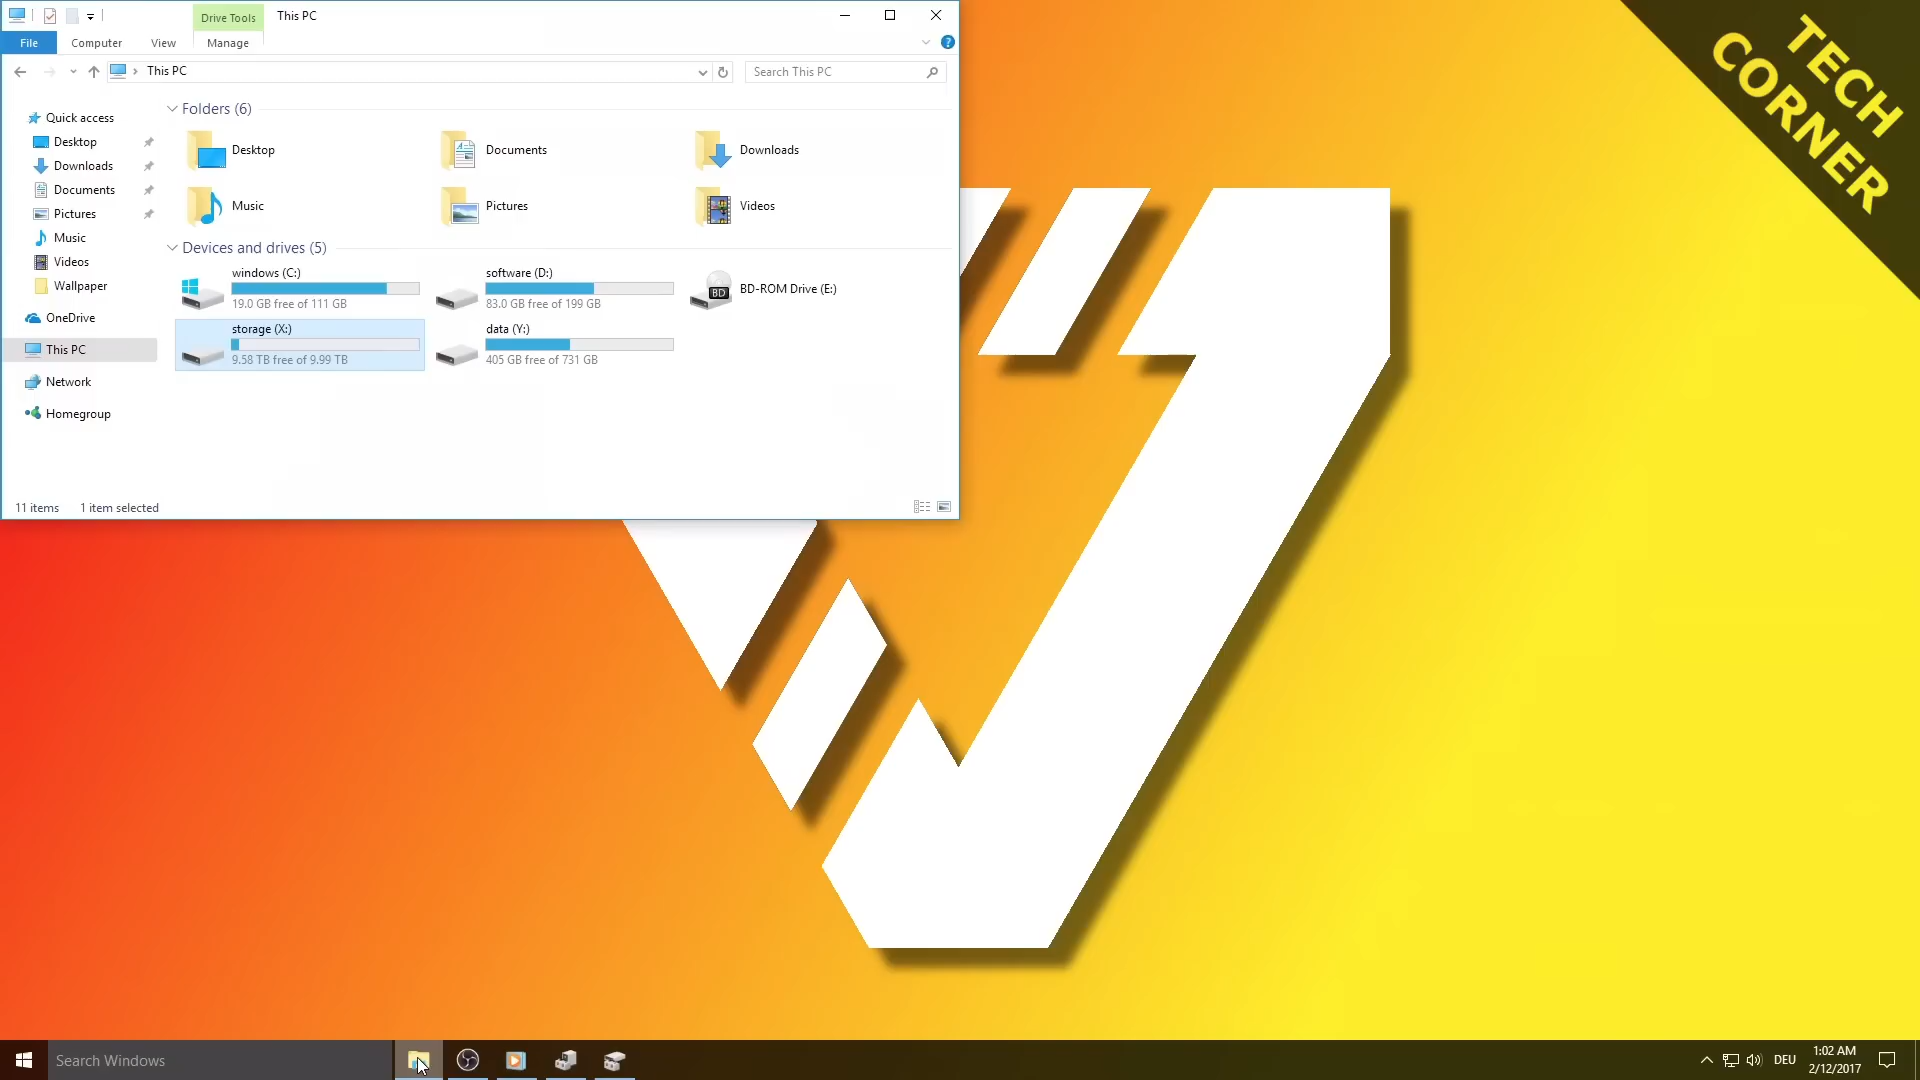 Drive Tools
This PC
File
Computer
View
Manage
This PC
Search This PC
Quick access
Desktop
Downloads
Documents
Pictures
Music
Videos
Wallpaper
OneDrive
This PC
Network
Homegroup
Folders (6)
Desktop
Documents
Downloads
Music
Pictures
Videos
Devices and drives (5)
windows (C:)
19.0 GB free of 111 GB
software (D:)
83.0 GB free of 199 GB
BD
BD-ROM Drive (E:)
storage (X:)
9.58 TB free of 9.99 TB
data (Y:)
405 GB free of 731 GB
11 items
1 item selected
TECH
CORNER
Search Windows
DEU
1:02 AM
2/12/2017